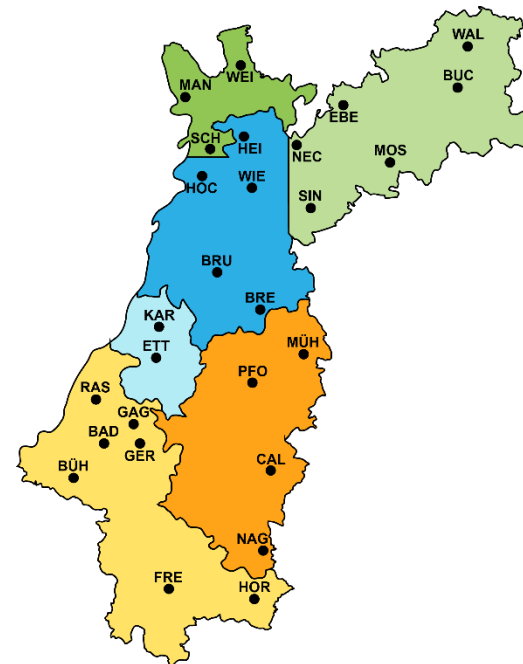 WAL
WEI
BUC
MAN
EBE
SCH
HEI
NEC
MOS
HOC
WIE
SIN
BRU
BRE
KAR
ETT
MÜH
PFO
RAS
GAG
BAD
GER
BÜH
CAL
NAG
FRE
HOR